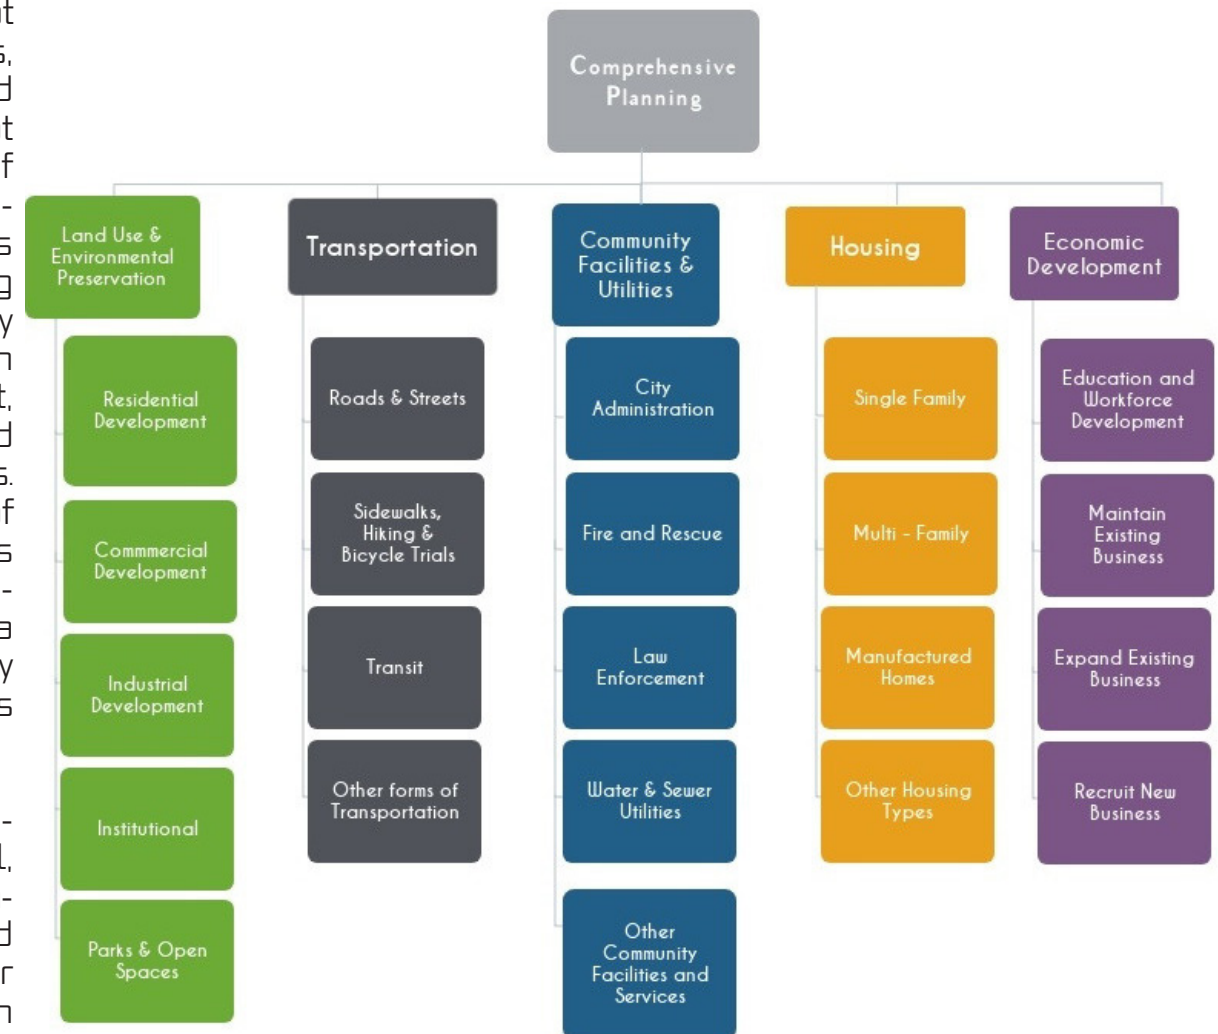 Comprehensive
Planning
Land Use &
Environmental
Preservation
Residential
Development
Commmercial
Development
Industrial
Development
Institutional
Parks & Open
Spaces
Transportation
Roads & Streets
Sidewalks,
Hiking &
Bicycle Trials
Transit
Other forms of
Transportation
Community
Facilities &
Utilities
City
Administration
Fire and Rescue
Law
Enforcement
Water & Sewer
Utilities
Other
Community
Facilities and
Services
Housing
Single Family
Multi - Family
Manufactured
Homes
Other Housing
Types
Economic
Development
Education and
Workforce
Development
Maintain
Existing
Business
Expand Existing
Business
Recruit New
Business